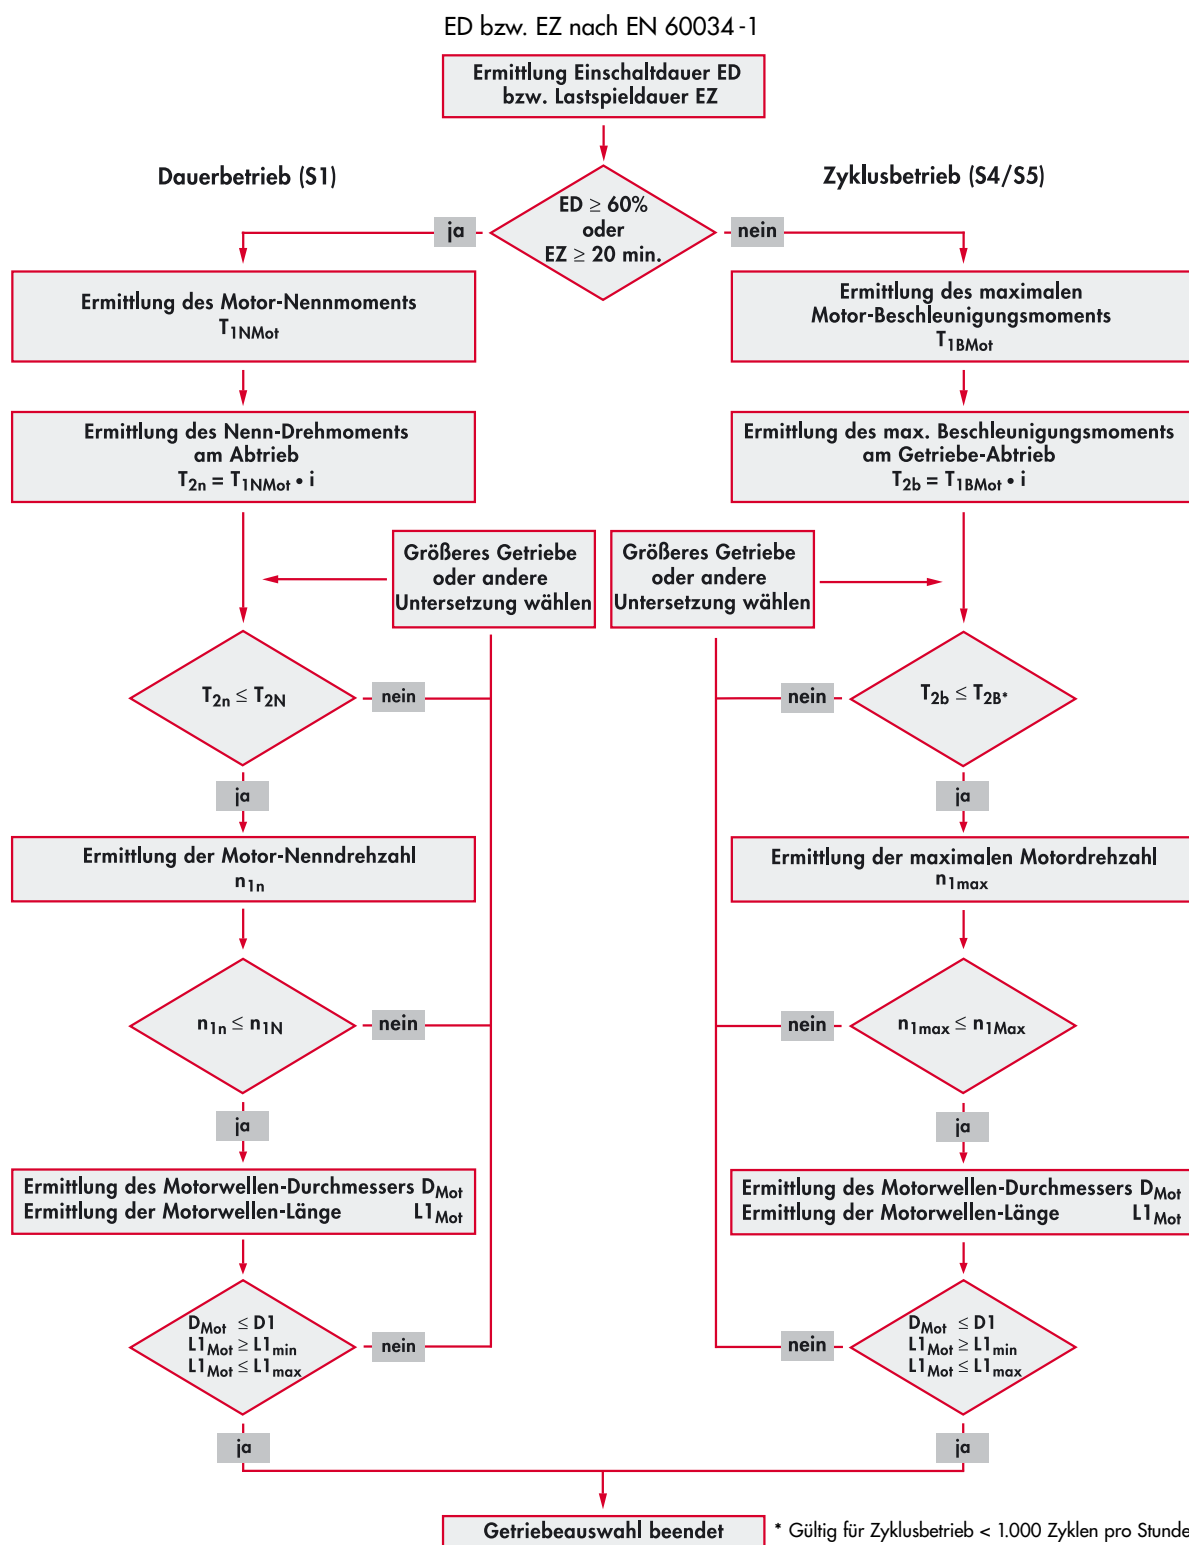 ED bzw. EZ nach EN 60034-1
Ermittlung Einschaltdauer ED
bzw. Lastspieldauer EZ
Dauerbetrieb (S1)
Zyklusbetrieb (S4/S5)
ED ≥ 60%
oder
EZ ≥ 20 min.
ja
nein
Ermittlung des Motor-Nennmoments
T1NMot
Ermittlung des maximalen
Motor-Beschleunigungsmoments
T1BMot
Ermittlung des Nenn-Drehmoments
am Abtrieb
T2n = T1NMot • i
Ermittlung des max. Beschleunigungsmoments
am Getriebe-Abtrieb
T2b = T1BMot • i
Größeres Getriebe
oder andere
Untersetzung wählen
Größeres Getriebe
oder andere
Untersetzung wählen
T2n ≤ T2N
nein
nein
T2b ≤ T2B*
ja
ja
Ermittlung der Motor-Nenndrehzahl
n1n
Ermittlung der maximalen Motordrehzahl
n1max
n1n ≤ n1N
nein
nein
n1max ≤ n1Max
ja
ja
Ermittlung des Motorwellen-Durchmessers DMot
Ermittlung der Motorwellen-Länge L1Mot
Ermittlung des Motorwellen-Durchmessers DMot
Ermittlung der Motorwellen-Länge L1Mot
DMot ≤ D1
L1Mot ≥ L1min
L1Mot ≤ L1max
nein
nein
DMot ≤ D1
L1Mot ≥ L1min
L1Mot ≤ L1max
ja
ja
Getriebeauswahl beendet
* Gültig für Zyklusbetrieb < 1.000 Zyklen pro Stunde